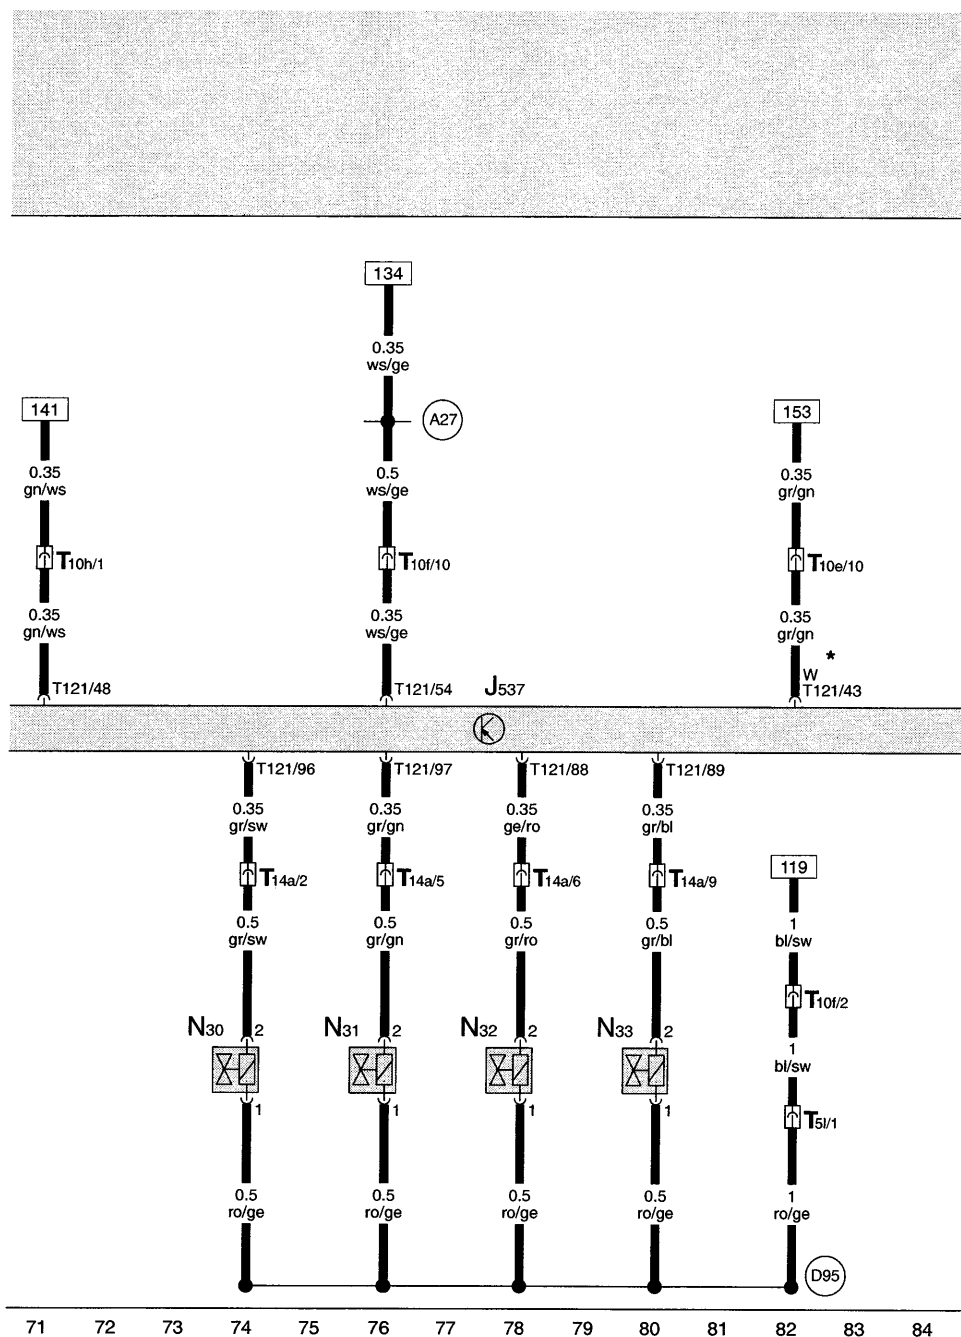 134
0.35
ws/ge
141
A27
153
0.35
gn/ws
0.5
ws/ge
0.35
gr/gn
T10h/1
T10f/10
T10e/10
0.35
gn/ws
0.35
ws/ge
0.35
gr/gn
*
W
T121/48
T121/54
J537
T121/43
T121/96
T121/97
T121/88
T121/89
0.35
gr/sw
0.35
gr/gn
0.35
ge/ro
0.35
gr/bl
119
T14a/2
T14a/5
T14a/6
T14a/9
0.5
gr/sw
0.5
gr/gn
0.5
gr/ro
0.5
gr/bl
1
bl/sw
T10f/2
N30
2
N31
2
N32
2
N33
2
1
bl/sw
1
1
1
1
T5l/1
0.5
ro/ge
0.5
ro/ge
0.5
ro/ge
0.5
ro/ge
1
ro/ge
D95
71 72 73 74 75 76 77 78 79 80 81 82 83 84